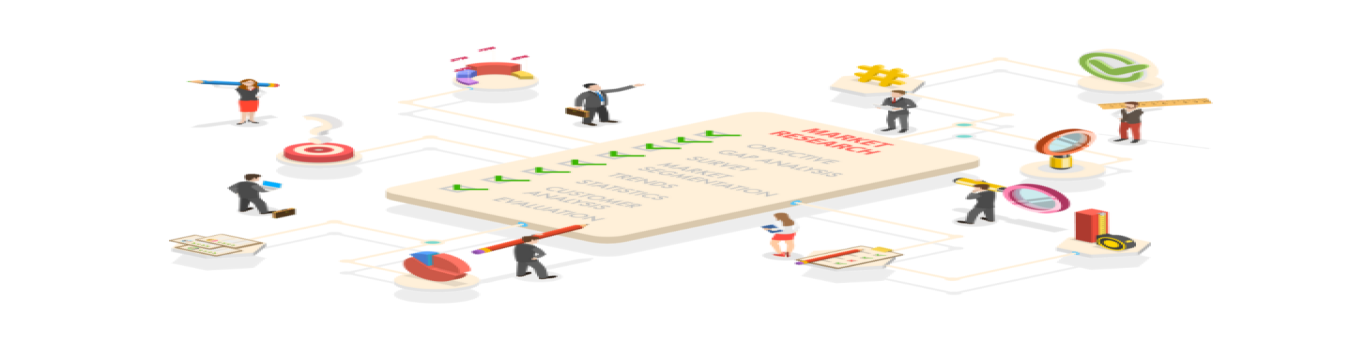 MARKET
RESEARCH
OBJECTIVE
GAP ANALYSIS
SURVEY
MARKET
SEGMENTATION
TRENDS
STATISTICS
CUSTOMER
ANALYSIS
EVALUATION